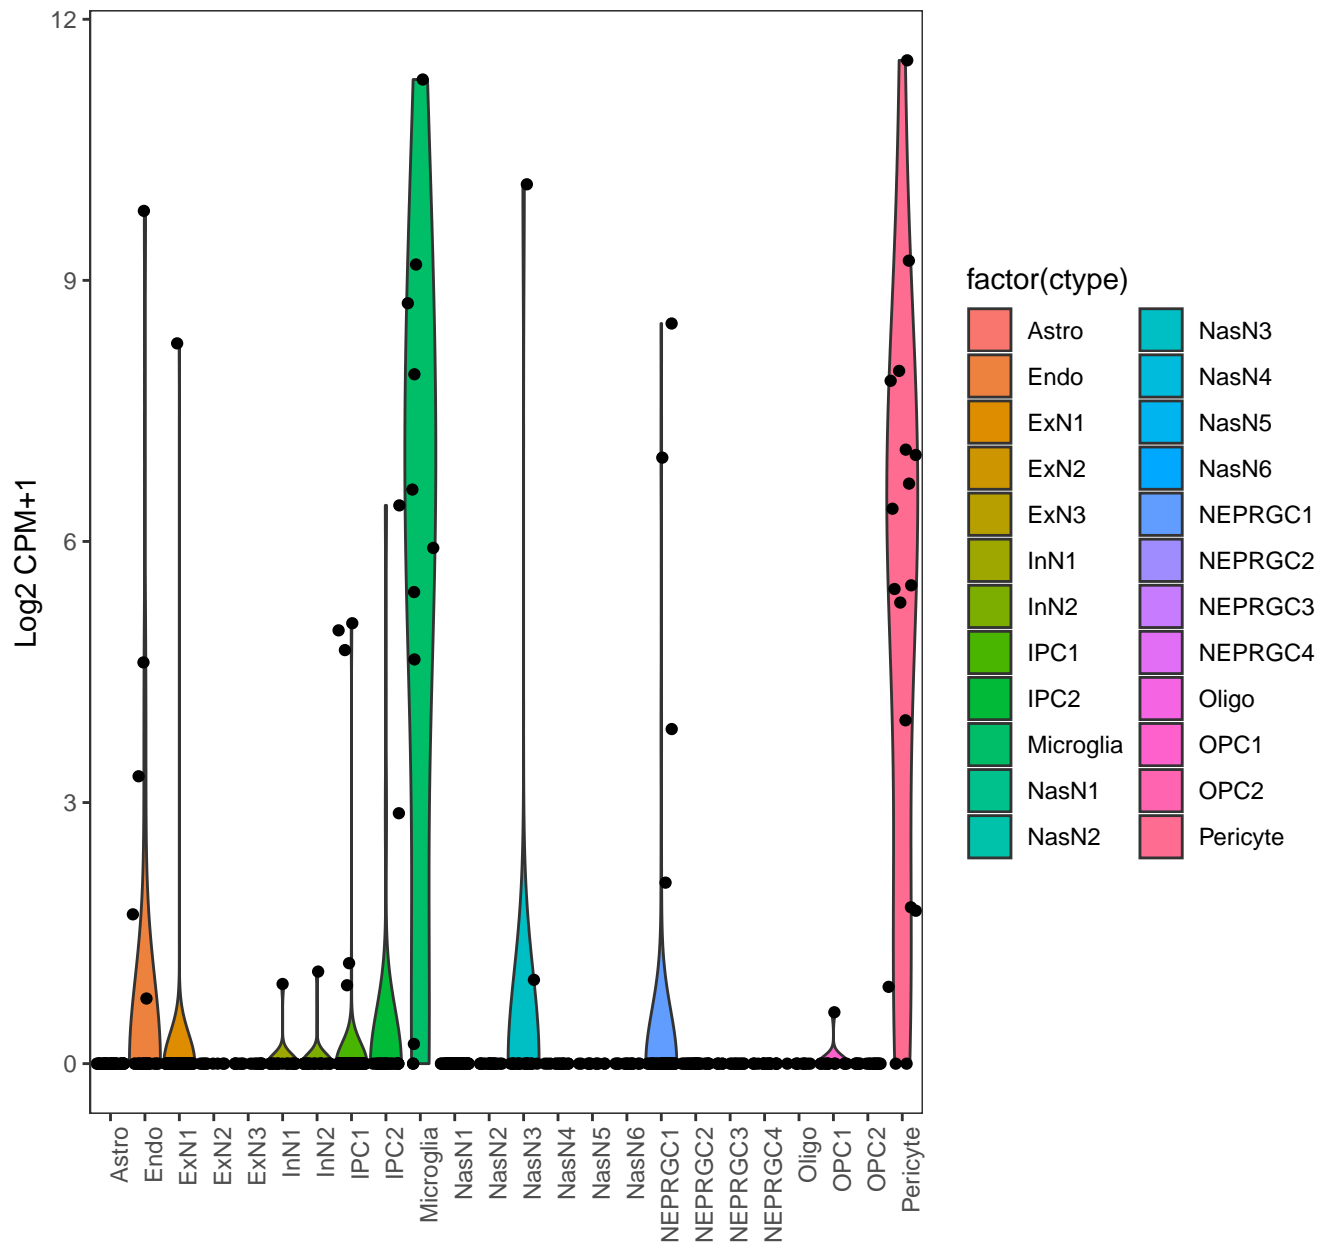 12
9
6
3
0
Log2 CPM+1
Astro
Endo
ExN1
ExN2
ExN3
InN1
InN2
IPC1
IPC2
Microglia
NasN1
NasN2
NasN3
NasN4
NasN5
NasN6
NEPRGC1
NEPRGC2
NEPRGC3
NEPRGC4
Oligo
OPC1
OPC2
Pericyte
factor(ctype)
Astro
Endo
ExN1
ExN2
ExN3
InN1
InN2
IPC1
IPC2
Microglia
NasN1
NasN2
NasN3
NasN4
NasN5
NasN6
NEPRGC1
NEPRGC2
NEPRGC3
NEPRGC4
Oligo
OPC1
OPC2
Pericyte